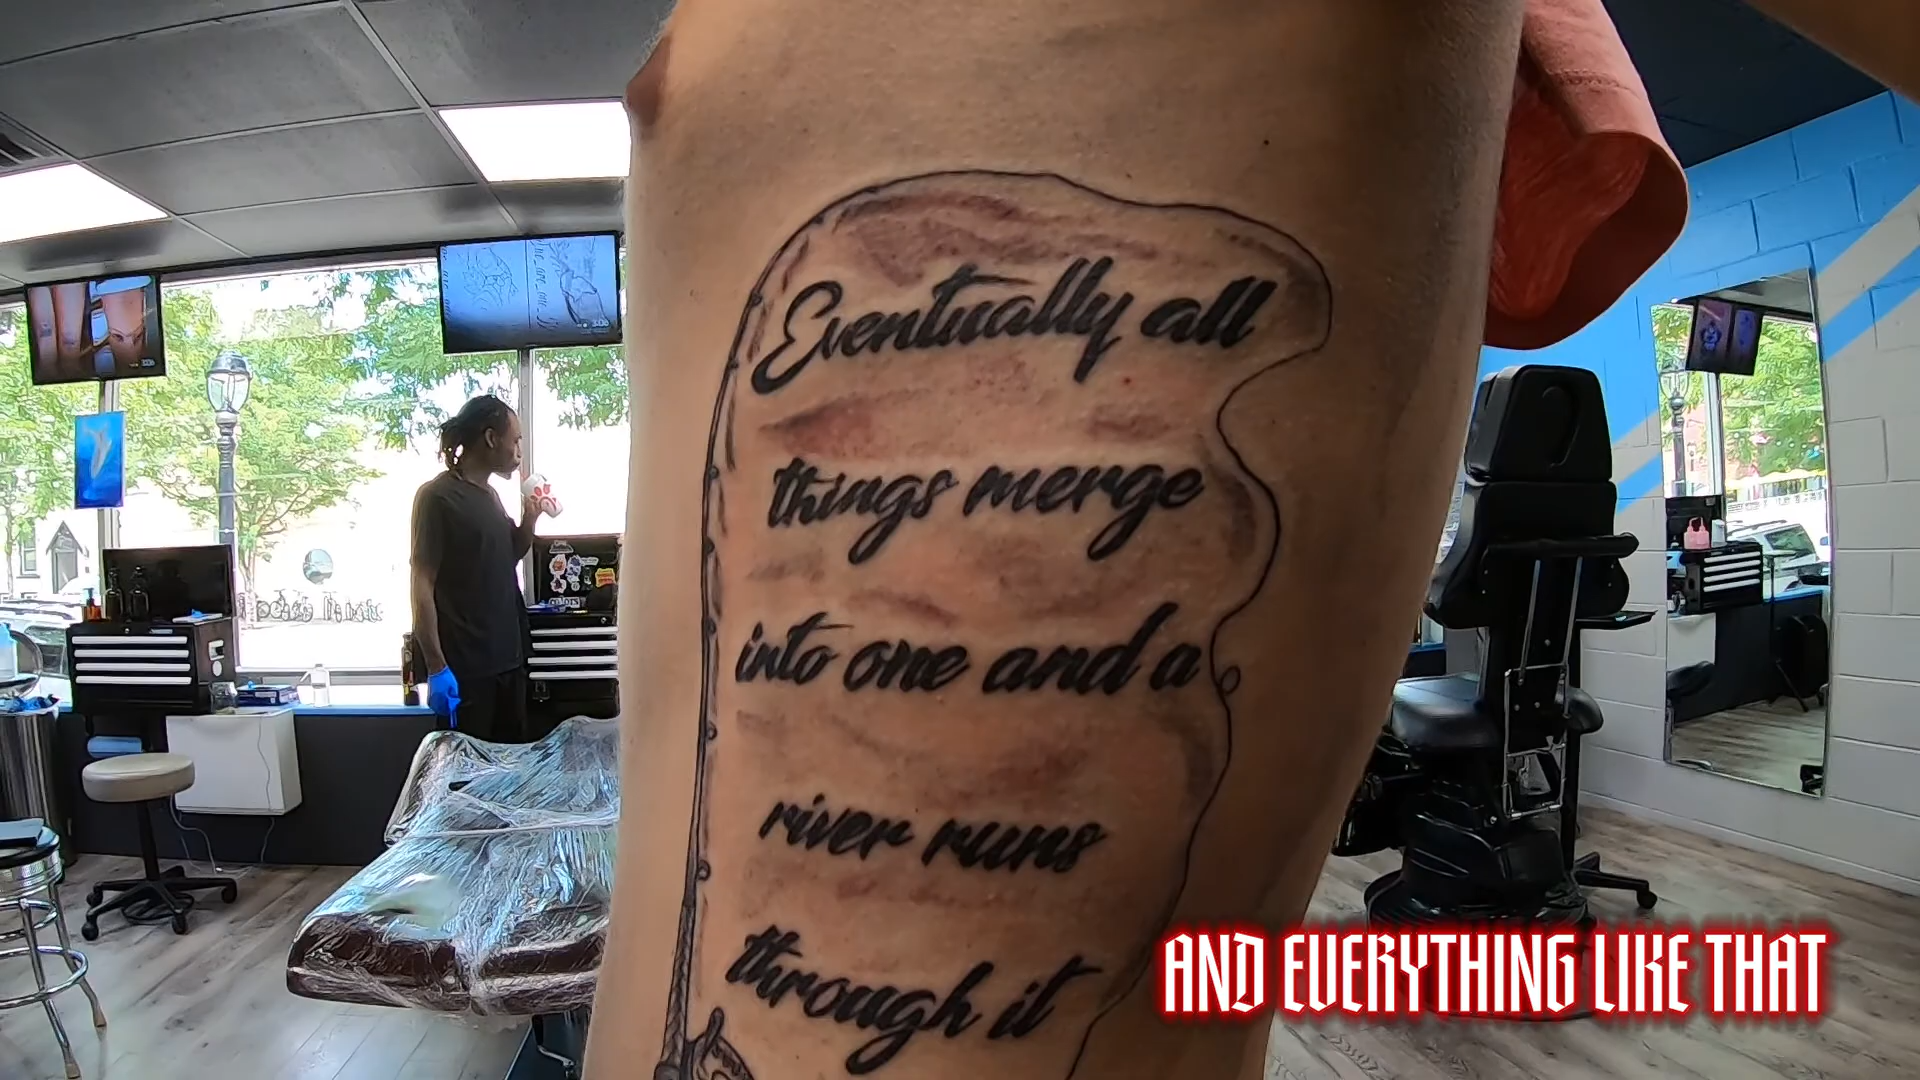 Eventually all
things merge
into one and a
river runs
through it
AND EVERYTHING LIKE THAT